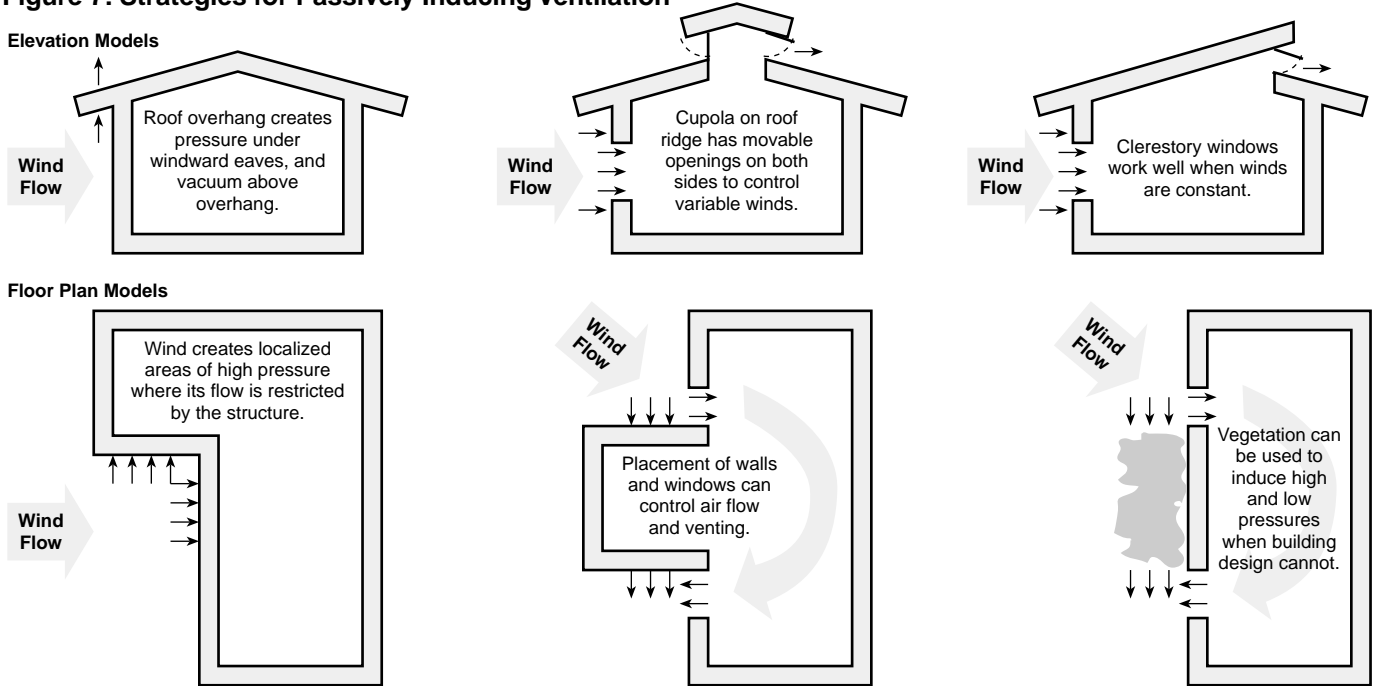 Figure 7: Strategies for Passively Inducing Ventilation
Elevation Models
Wind
Flow
Roof overhang creates
pressure under
windward eaves, and
vacuum above
overhang.
Wind
Flow
Cupola on roof
ridge has movable
openings on both
sides to control
variable winds.
Wind
Flow
Clerestory windows
work well when winds
are constant.
Floor Plan Models
Wind creates localized
areas of high pressure
where its flow is restricted
by the structure.
Wind
Flow
Wind
Flow
Placement of walls
and windows can
control air flow
and venting.
Wind
Flow
Vegetation can
be used to
induce high
and low
pressures
when building
design cannot.